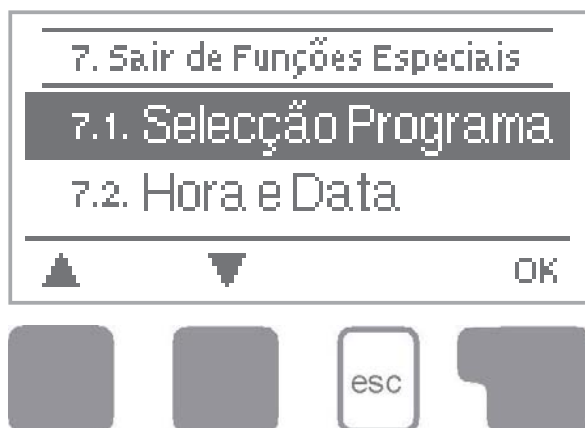 7. Sair de Funções Especiais
7.1. Selecção Programa
7.2. Hora e Data
OK
esc